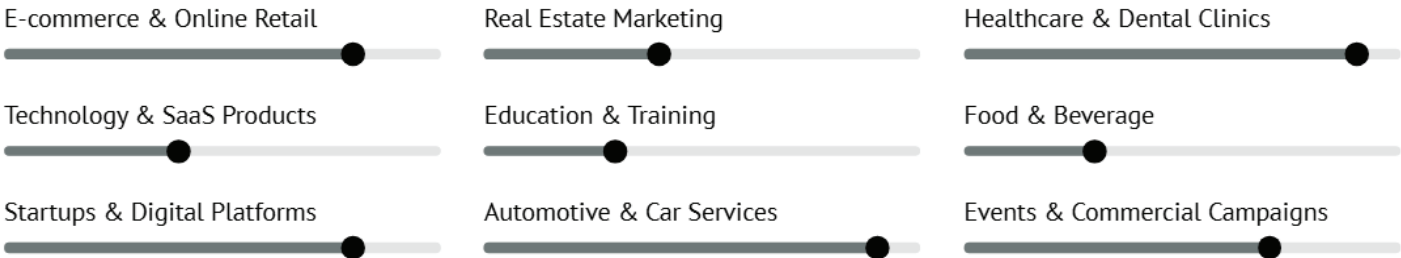 E-commerce & Online Retail
Real Estate Marketing
Healthcare & Dental Clinics
Technology & SaaS Products
Education & Training
Food & Beverage
Startups & Digital Platforms
Automotive & Car Services
Events & Commercial Campaigns